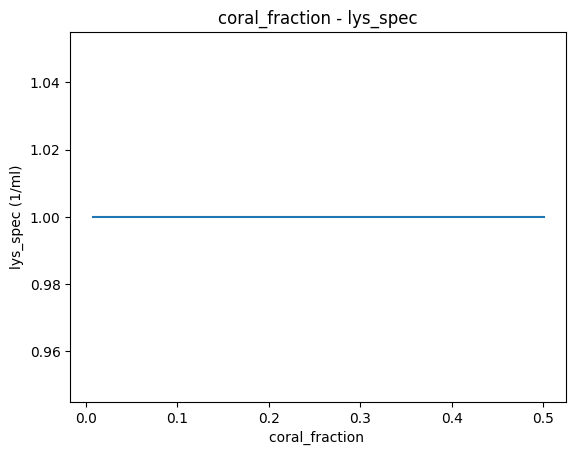 coral_fraction - lys_spec
1.04
1.02
1.00
0.98
0.96
lys_spec (1/ml)
0.0 0.1 0.2 0.3 0.4 0.5
coral_fraction